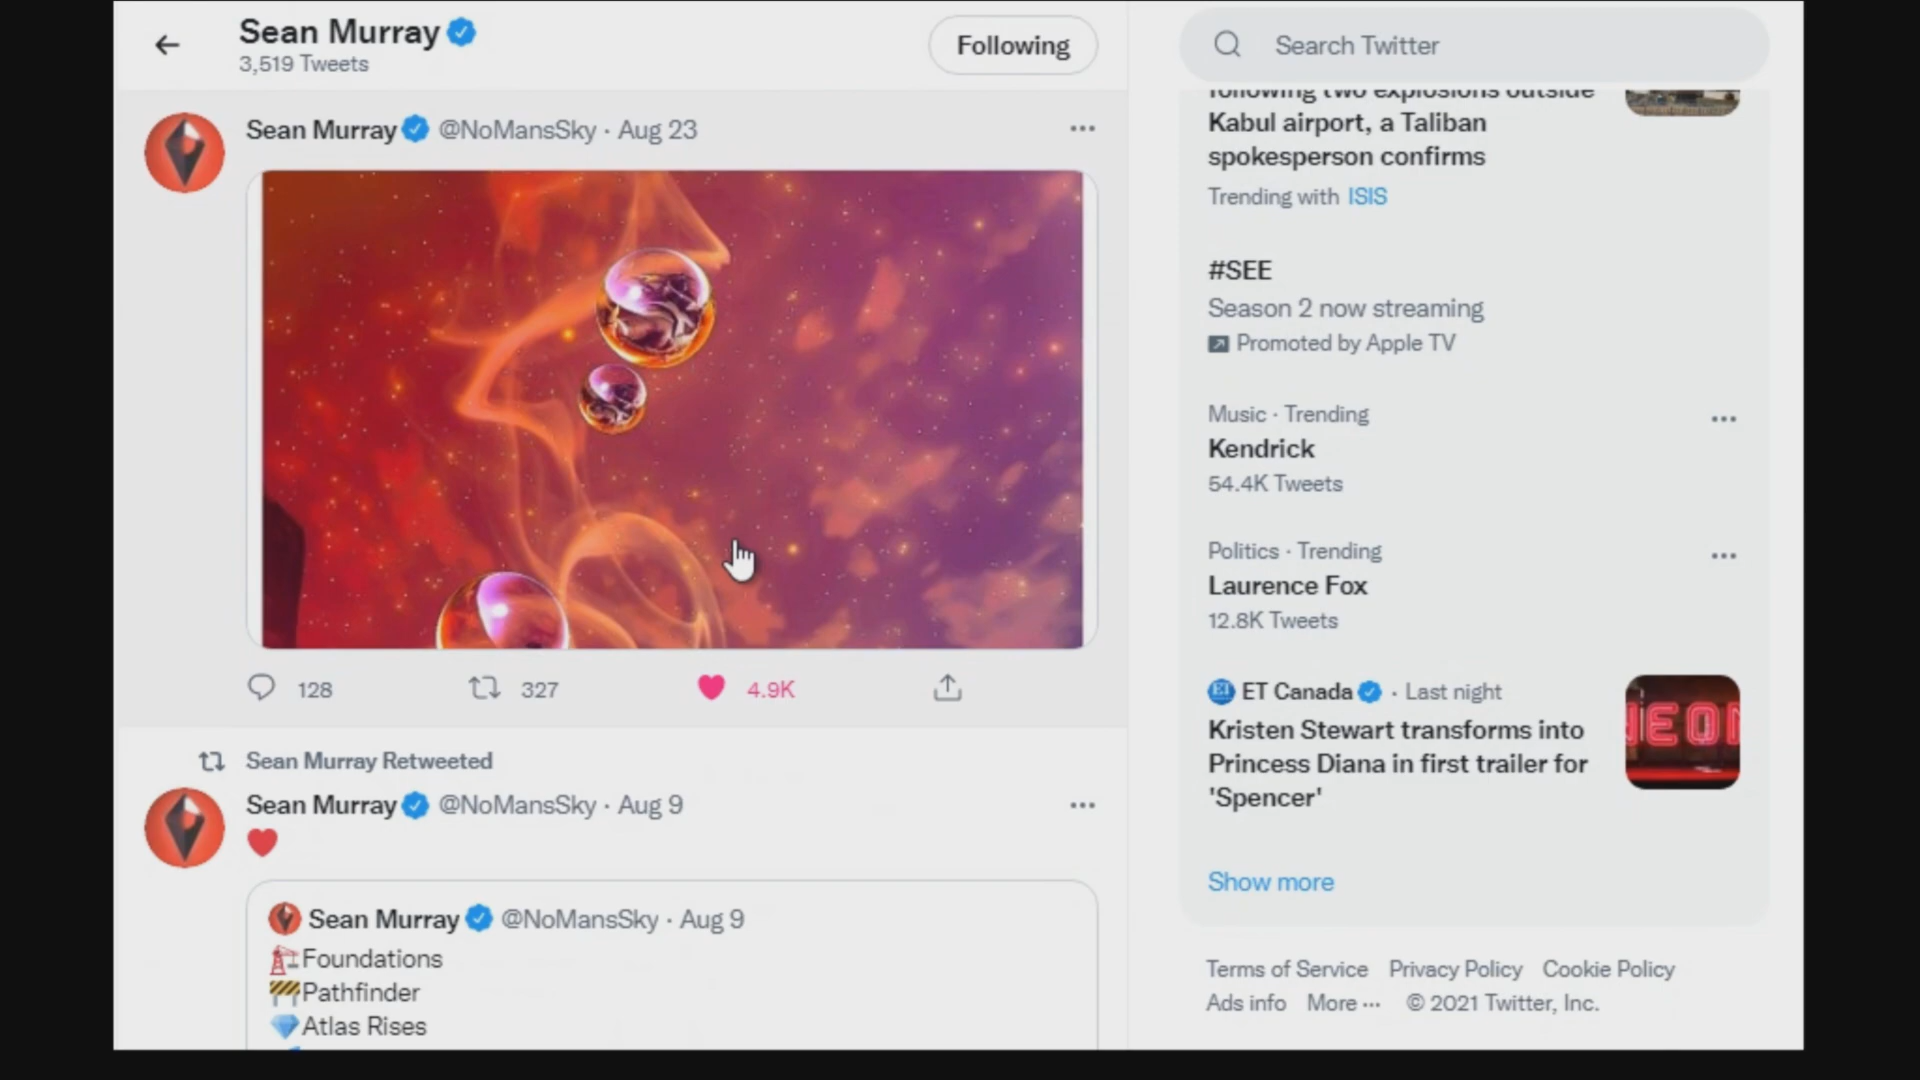 Sean Murray
3,519 Tweets
Following
Search Twitter
Sean Murray @NoMansSky · Aug 23
128
327
4.9K
Sean Murray Retweeted
Sean Murray @NoMansSky · Aug 9
Sean Murray @NoMansSky · Aug 9
Foundations
Pathfinder
Atlas Rises
following two explosions outside
Kabul airport, a Taliban
spokesperson confirms
Trending with ISIS
#SEE
Season 2 now streaming
Promoted by Apple TV
Music · Trending
Kendrick
54.4K Tweets
Politics · Trending
Laurence Fox
12.8K Tweets
ET Canada · Last night
Kristen Stewart transforms into
Princess Diana in first trailer for
'Spencer'
Show more
Terms of Service Privacy Policy Cookie Policy
Ads info More ··· © 2021 Twitter, Inc.